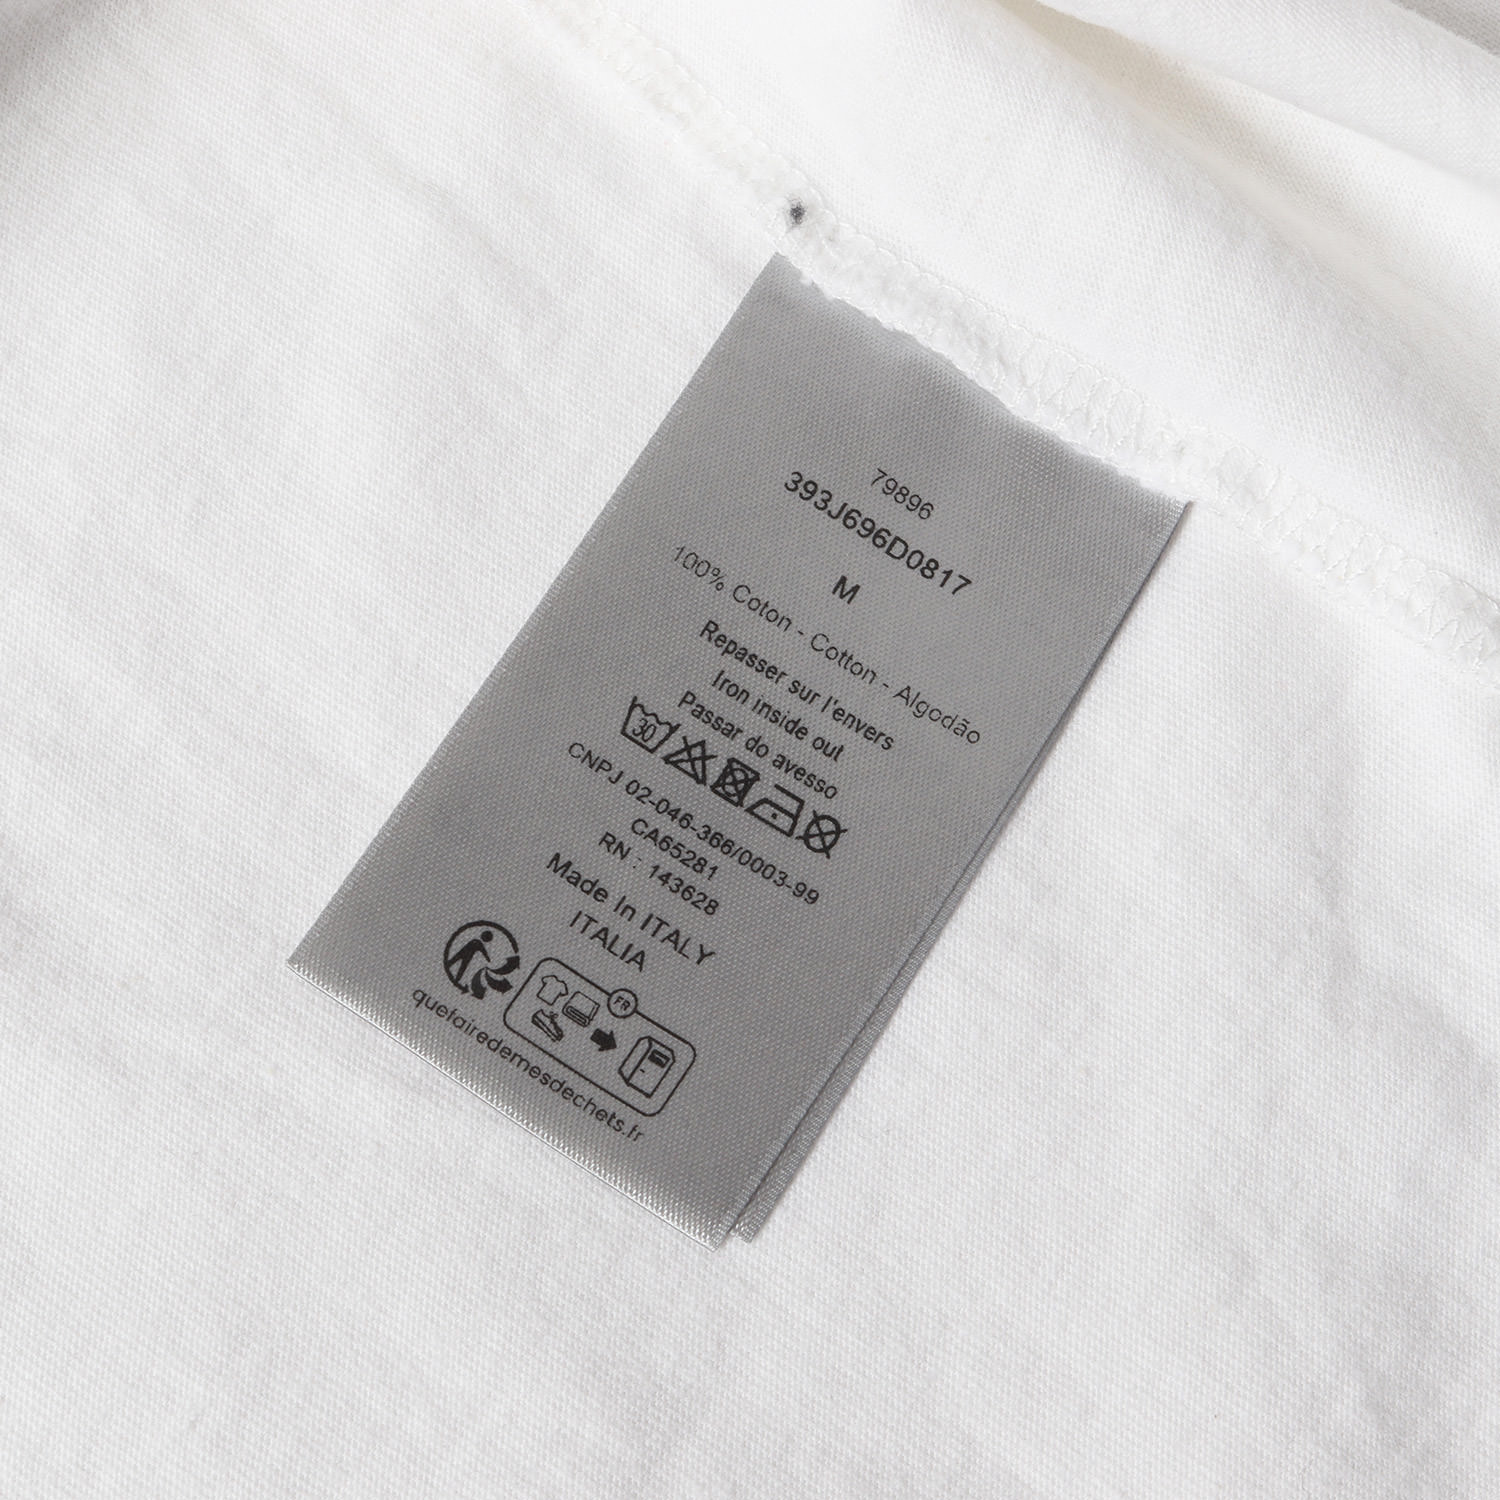 79896
393J696D0817
M
100% Coton - Cotton - Algodão
Repasser sur l'envers
Iron inside out
Passar do avesso
30
CNPJ 02-046-366/0003-99
CA65281
RN : 143628
Made In ITALY
ITALIA
FR
quefairedemesdechets.fr